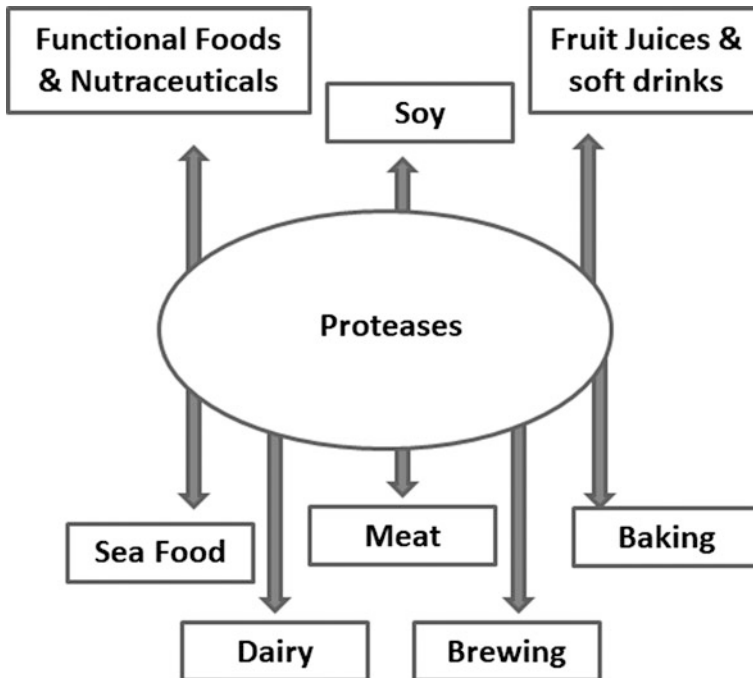 Functional Foods
& Nutraceuticals
Fruit Juices &
soft drinks
Soy
Proteases
Sea Food
Meat
Baking
Dairy
Brewing